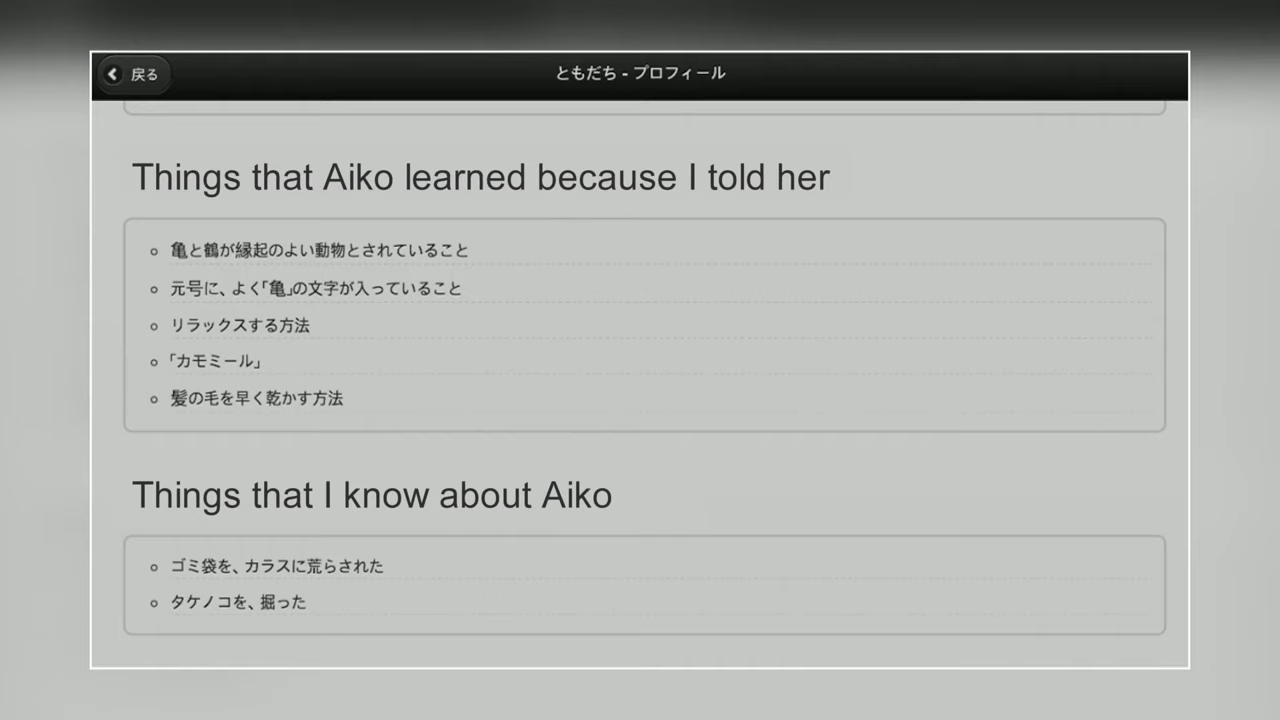 戻る
ともだち - プロフィール
Things that Aiko learned because I told her
亀と鶴が縁起のよい動物とされていること
元号に、よく「亀」の文字が入っていること
リラックスする方法
「カモミール」
髪の毛を早く乾かす方法
Things that I know about Aiko
ゴミ袋を、カラスに荒らされた
タケノコを、掘った